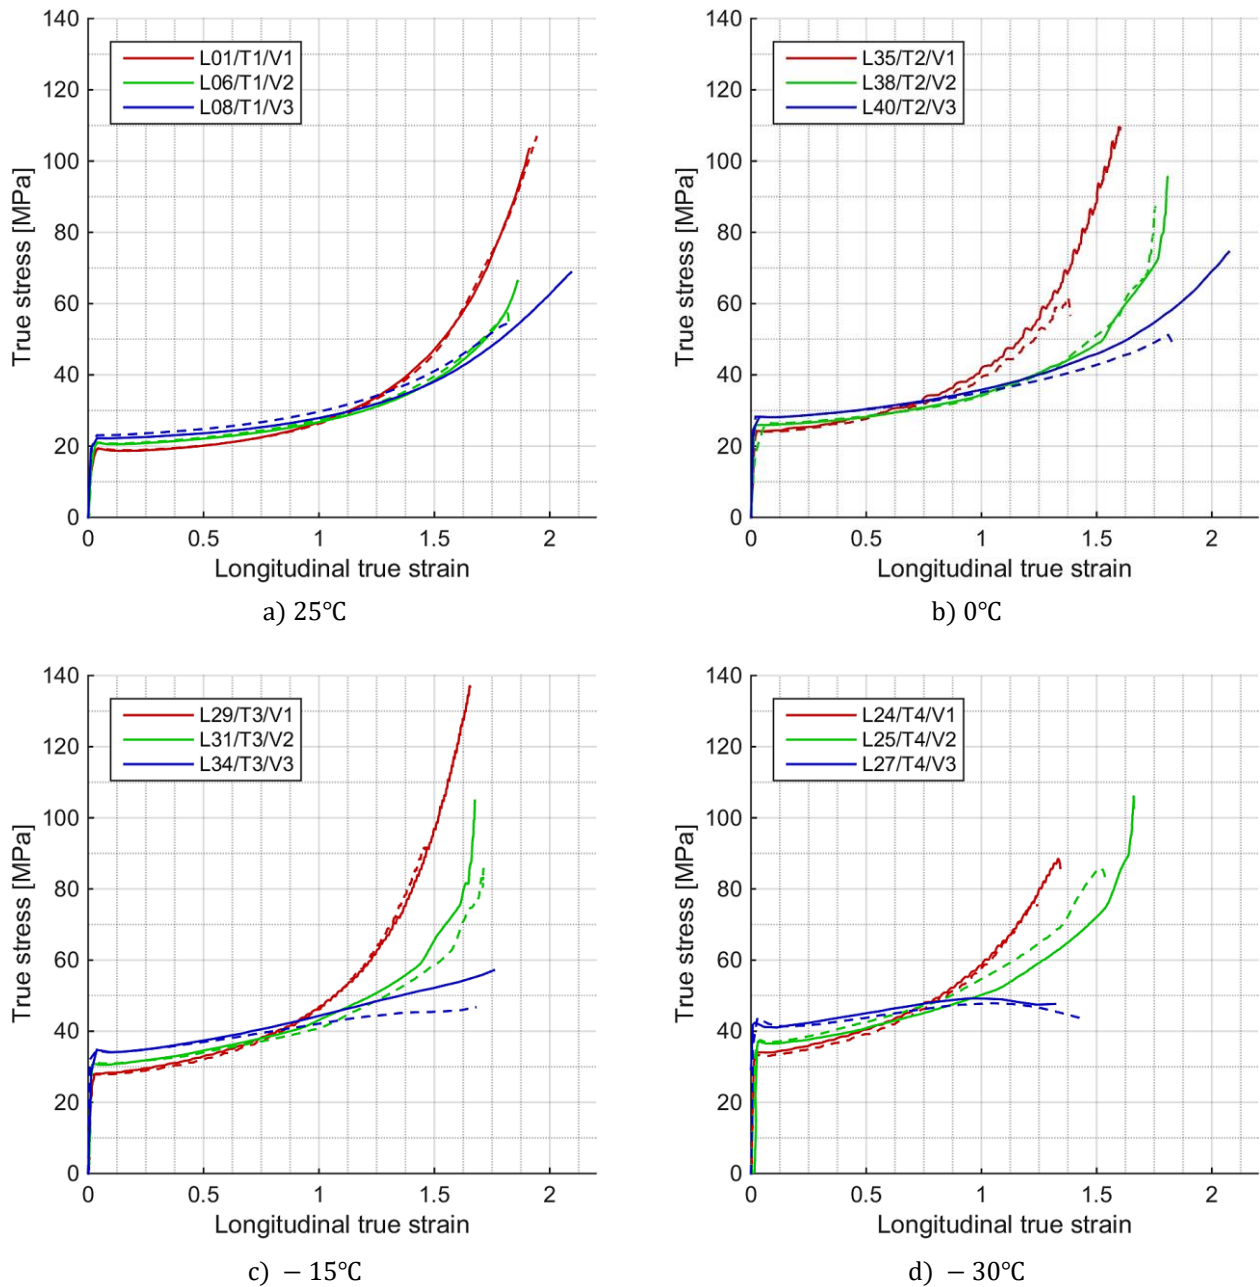 140
120
100
80
60
40
20
0
True stress [MPa]
L01/T1/V1
L06/T1/V2
L08/T1/V3
0 0.5 1 1.5 2
Longitudinal true strain
a) 25℃
140
120
100
80
60
40
20
0
True stress [MPa]
L35/T2/V1
L38/T2/V2
L40/T2/V3
0 0.5 1 1.5 2
Longitudinal true strain
b) 0℃
140
120
100
80
60
40
20
0
True stress [MPa]
L29/T3/V1
L31/T3/V2
L34/T3/V3
0 0.5 1 1.5 2
Longitudinal true strain
c) − 15℃
140
120
100
80
60
40
20
0
True stress [MPa]
L24/T4/V1
L25/T4/V2
L27/T4/V3
0 0.5 1 1.5 2
Longitudinal true strain
d) − 30℃